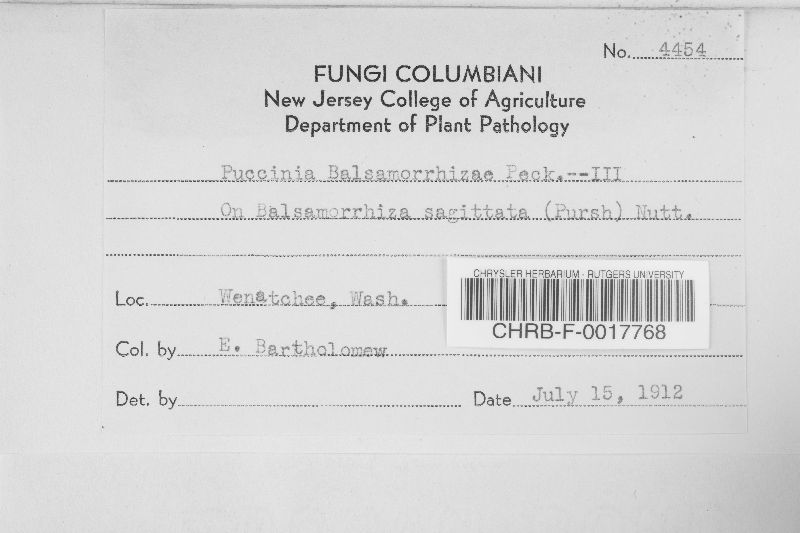 No. 4454
FUNGI COLUMBIANI
New Jersey College of Agriculture
Department of Plant Pathology
Puccinia Balsamorrhizae Peck.--III
On Balsamorrhiza sagittata (Pursh) Nutt.
CHRYSLER HERBARIUM - RUTGERS UNIVERSITY
CHRB-F-0017768
Loc. Wenatchee, Wash.
Col. by E. Bartholomew
Det. by
Date July 15, 1912